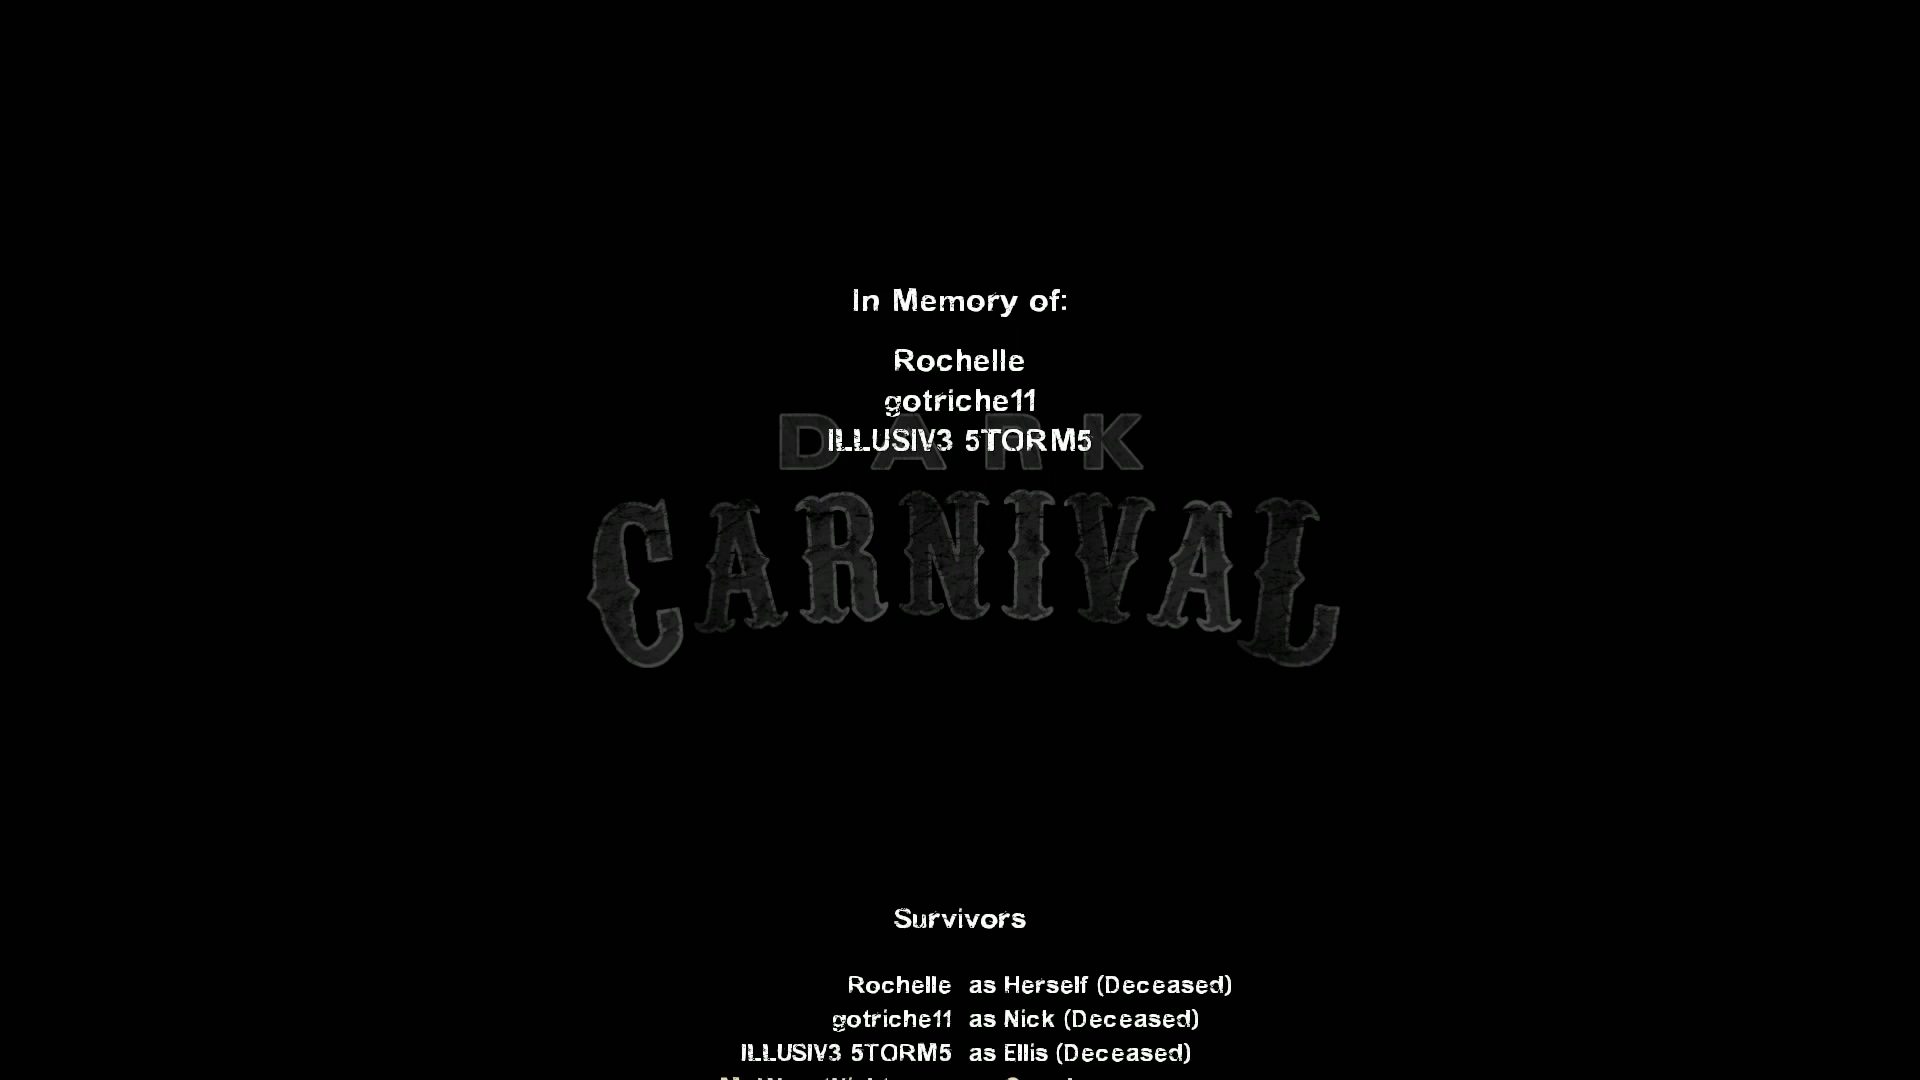 In Memory of:
Rochelle
gotriche11
ILLUSIV3 5TORM5
DARK
CARNIVAL
Survivors
Rochelle as Herself (Deceased)
gotriche11 as Nick (Deceased)
ILLUSIV3 5TORM5 as Ellis (Deceased)